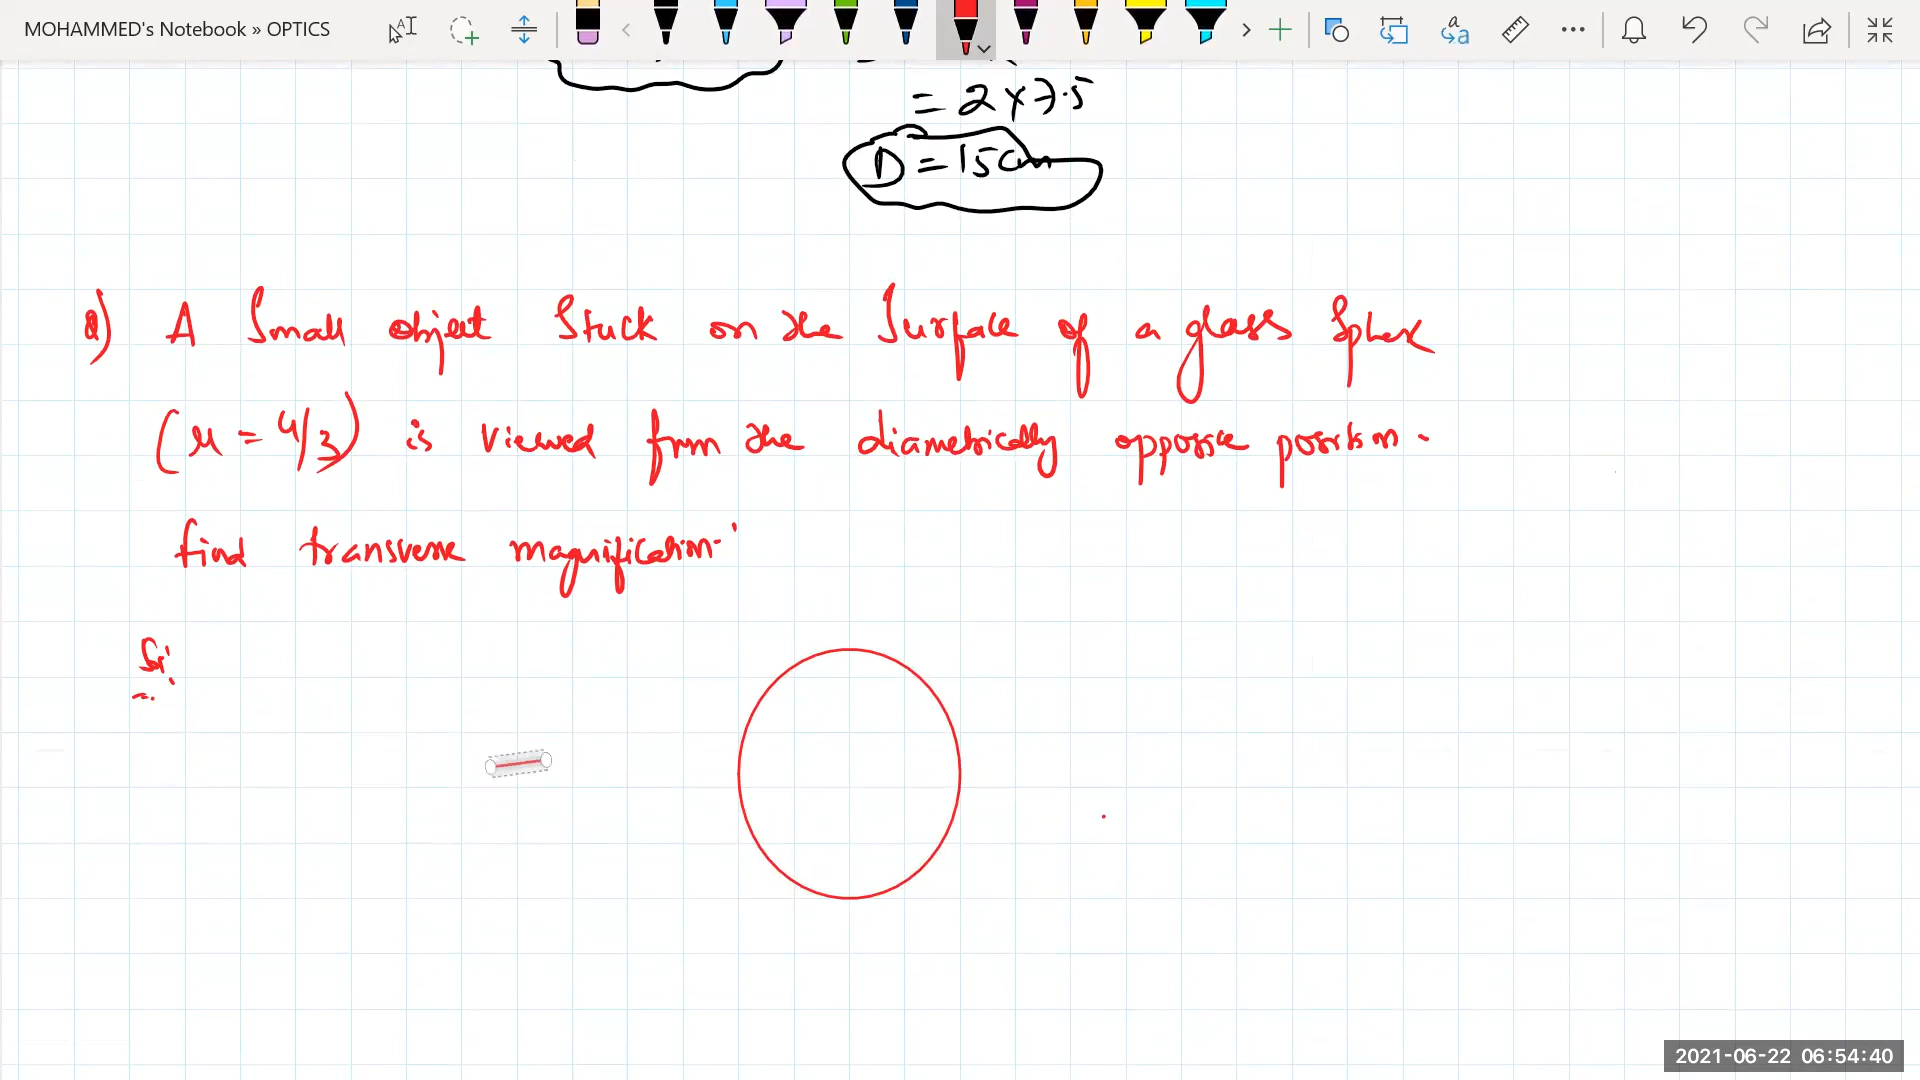 MOHAMMED's Notebook » OPTICS
= 2 x 7.5
D = 15cm
Q) A Small object Stuck on the Surface of a glass Sphere
(μ = 4/3) is viewed from the diametrically opposite position.
find transverse magnification.
Sol:
2021-06-22 06:54:40